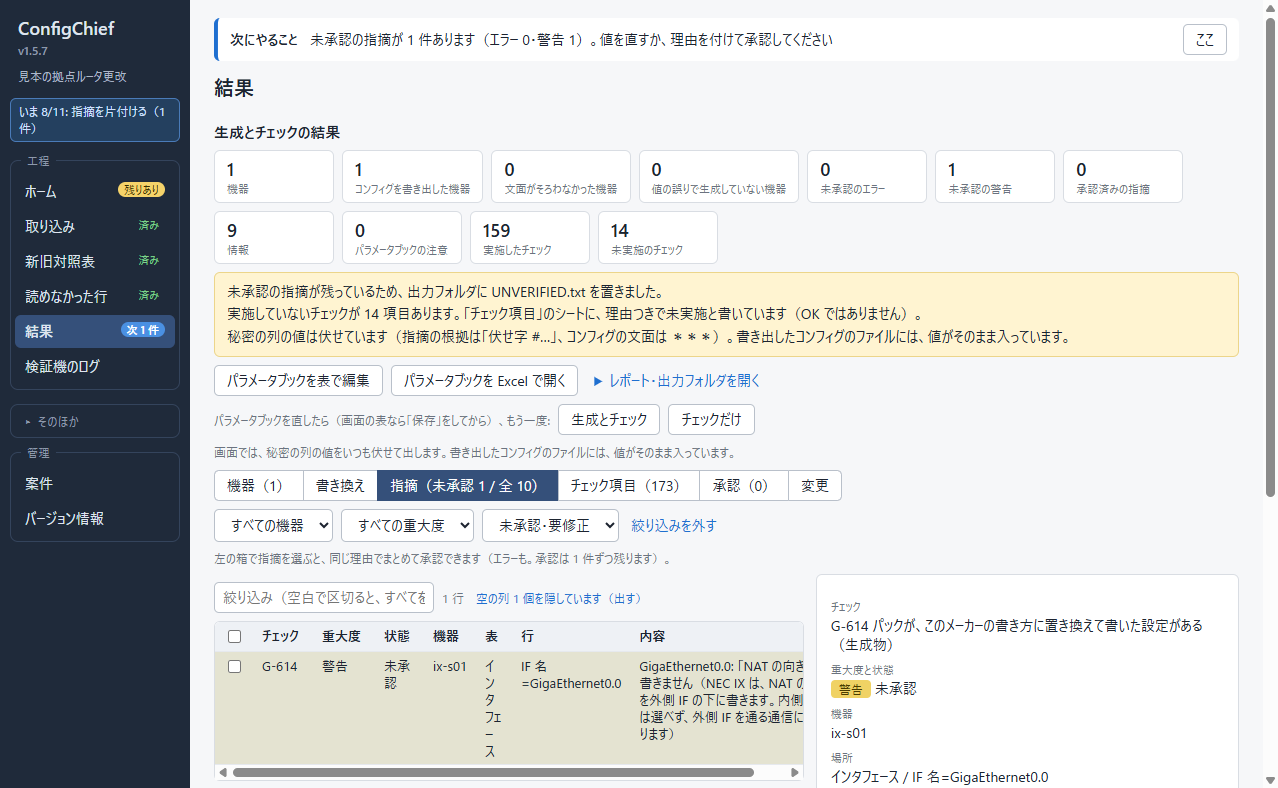 ConfigChief
v1.5.7
見本の拠点ルータ更改
いま 8/11: 指摘を片付ける（1
件）
工程
ホーム 残りあり
取り込み 済み
新旧対照表 済み
読めなかった行 済み
結果 次 1 件
検証機のログ
▸ そのほか
管理
案件
バージョン情報
次にやること 未承認の指摘が 1 件あります（エラー 0・警告 1）。値を直すか、理由を付けて承認してください
ここ
結果
生成とチェックの結果
1
機器
1
コンフィグを書き出した機器
0
文面がそろわなかった機器
0
値の誤りで生成していない機器
0
未承認のエラー
1
未承認の警告
0
承認済みの指摘
9
情報
0
パラメータブックの注意
159
実施したチェック
14
未実施のチェック
未承認の指摘が残っているため、出力フォルダに UNVERIFIED.txt を置きました。
実施していないチェックが 14 項目あります。「チェック項目」のシートに、理由つきで未実施と書いています（OK ではありません）。
秘密の列の値は伏せています（指摘の根拠は「伏せ字 #…」、コンフィグの文面は ＊＊＊）。書き出したコンフィグのファイルには、値がそのまま入っています。
パラメータブックを表で編集 パラメータブックを Excel で開く ▶ レポート・出力フォルダを開く
パラメータブックを直したら（画面の表なら「保存」をしてから）、もう一度: 生成とチェック チェックだけ
画面では、秘密の列の値をいつも伏せて出します。書き出したコンフィグのファイルには、値がそのまま入っています。
機器（1） 書き換え 指摘（未承認 1 / 全 10） チェック項目（173） 承認（0） 変更
すべての機器 すべての重大度 未承認・要修正 絞り込みを外す
左の箱で指摘を選ぶと、同じ理由でまとめて承認できます（エラーも。承認は 1 件ずつ残ります）。
絞り込み（空白で区切ると、すべてを 1 行 空の列 1 個を隠しています（出す）
チェック 重大度 状態 機器 表 行 内容
G-614 警告 未承認 ix-s01 インタフェース IF 名=GigaEthernet0.0
GigaEthernet0.0:「NAT の向き
書きません（NEC IX は、NAT の
を外側 IF の下に書きます。内側
は選べず、外側 IF を通る通信に
ります）
チェック
G-614 パックが、このメーカーの書き方に置き換えて書いた設定がある
（生成物）
重大度と状態
警告 未承認
機器
ix-s01
場所
インタフェース / IF 名=GigaEthernet0.0